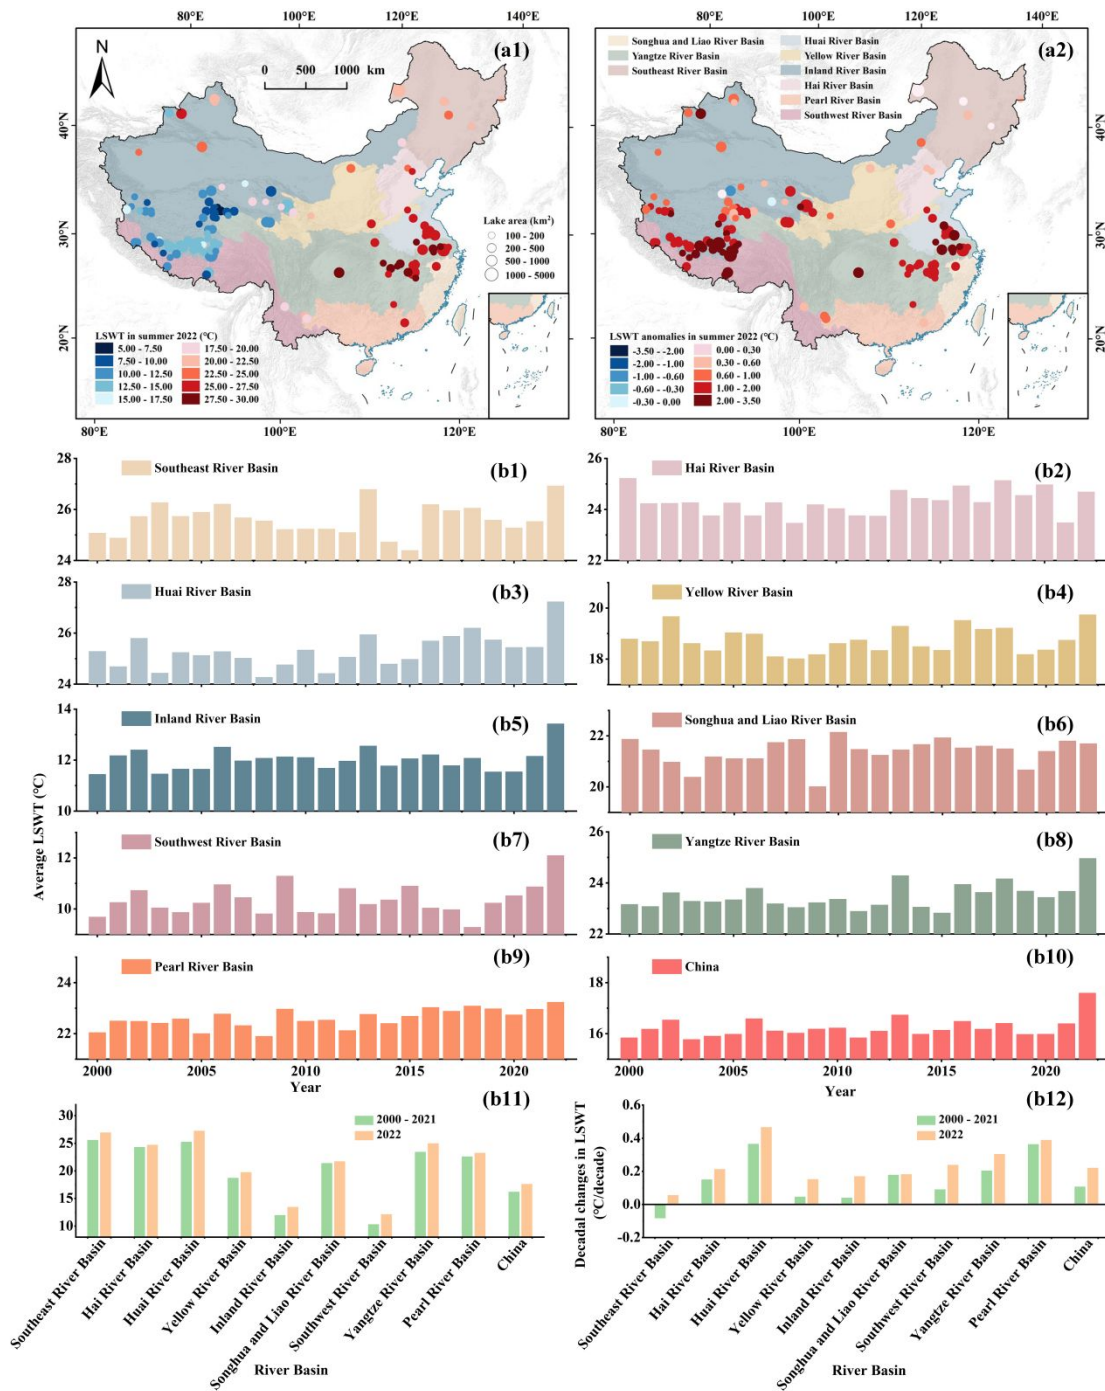 80°E 100°E 120°E 140°E 80°E 100°E 120°E 140°E
N
(a1)
0 500 1000 km
40°N
30°N
20°N
Lake area (km²)
100 - 200
200 - 500
500 - 1000
1000 - 5000
LSWT in summer 2022 (°C)
5.00 - 7.50
7.50 - 10.00
10.00 - 12.50
12.50 - 15.00
15.00 - 17.50
17.50 - 20.00
20.00 - 22.50
22.50 - 25.00
25.00 - 27.50
27.50 - 30.00
80°E 100°E 120°E
(a2)
Songhua and Liao River Basin
Yangtze River Basin
Southeast River Basin
Huai River Basin
Yellow River Basin
Inland River Basin
Hai River Basin
Pearl River Basin
Southwest River Basin
40°N 40°N
30°N 30°N
20°N 20°N
LSWT anomalies in summer 2022 (°C)
-3.50 - -2.00
-2.00 - -1.00
-1.00 - -0.60
-0.60 - -0.30
-0.30 - 0.00
0.00 - 0.30
0.30 - 0.60
0.60 - 1.00
1.00 - 2.00
2.00 - 3.50
80°E 100°E 120°E
Average LSWT (°C)
28
26
24
Southeast River Basin
(b1)
26
24
22
Hai River Basin
(b2)
28
26
24
Huai River Basin
(b3)
20
18
Yellow River Basin
(b4)
14
12
10
Inland River Basin
(b5)
22
20
Songhua and Liao River Basin
(b6)
12
10
Southwest River Basin
(b7)
26
24
22
Yangtze River Basin
(b8)
24
22
Pearl River Basin
(b9)
2000 2005 2010 2015 2020
Year
18
16
China
(b10)
2000 2005 2010 2015 2020
Year
(b11)
30
25
20
15
10
2000 - 2021
2022
Southeast River Basin
Hai River Basin
Huai River Basin
Yellow River Basin
Inland River Basin
Songhua and Liao River Basin
Southwest River Basin
Yangtze River Basin
Pearl River Basin
China
River Basin
(b12)
Decadal changes in LSWT
(°C/decade)
0.6
0.4
0.2
0.0
-0.2
2000 - 2021
2022
Southeast River Basin
Hai River Basin
Huai River Basin
Yellow River Basin
Inland River Basin
Songhua and Liao River Basin
Southwest River Basin
Yangtze River Basin
Pearl River Basin
China
River Basin